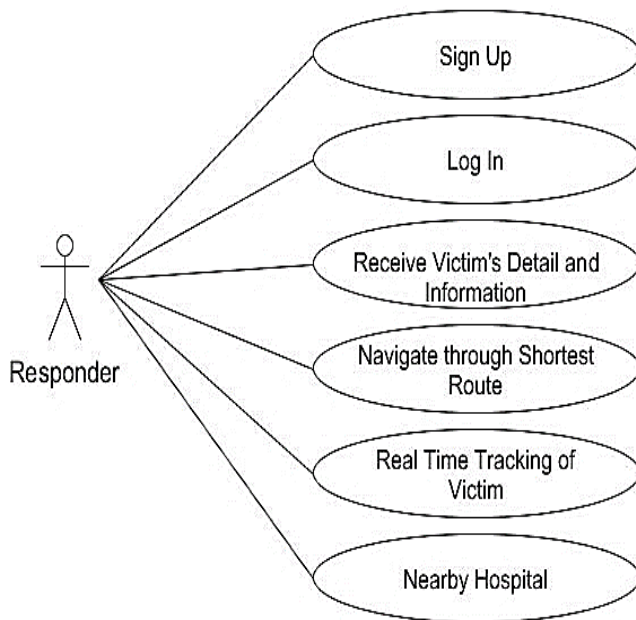 Sign Up
Log In
Receive Victim's Detail and
Information
Navigate through Shortest
Route
Responder
Real Time Tracking of
Victim
Nearby Hospital